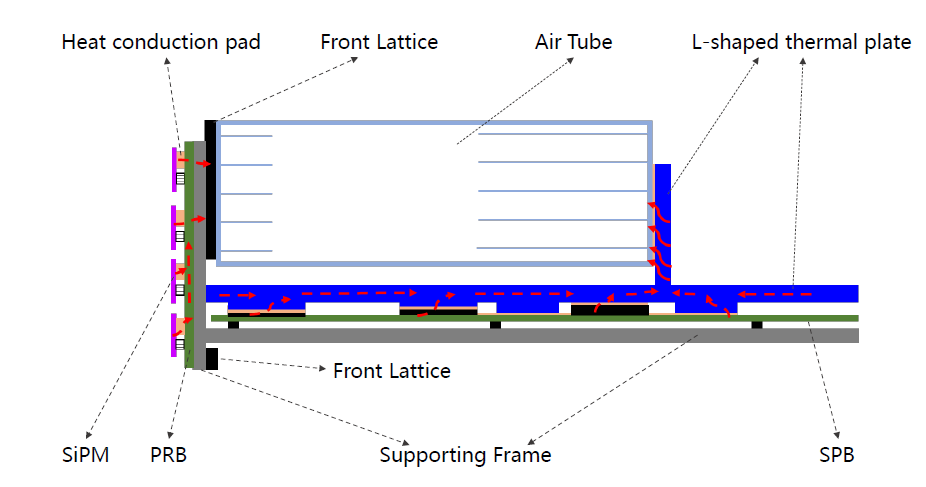 Heat conduction pad
Front Lattice
Air Tube
L-shaped thermal plate
Front Lattice
SiPM
PRB
Supporting Frame
SPB